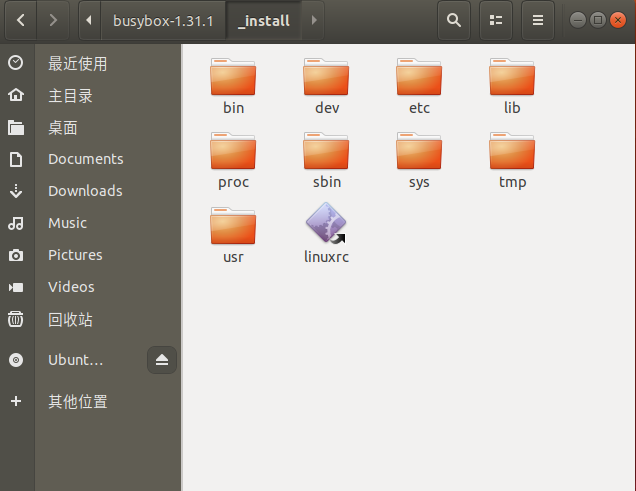 busybox-1.31.1
_install
最近使用
主目录
桌面
Documents
Downloads
Music
Pictures
Videos
回收站
Ubunt...
其他位置
bin
dev
etc
lib
proc
sbin
sys
tmp
usr
linuxrc